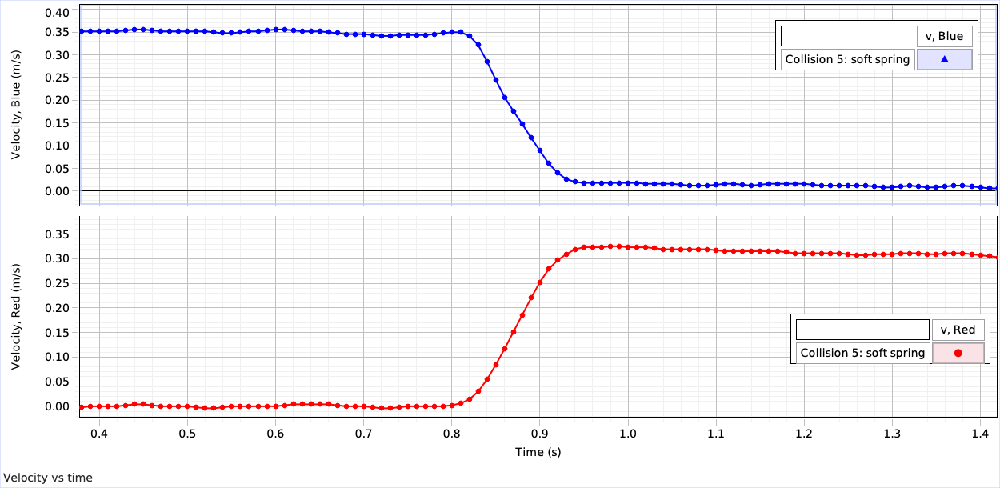 0.40
0.35
0.30
0.25
0.20
0.15
0.10
0.05
0.00
Velocity, Blue (m/s)
v, Blue
Collision 5: soft spring
0.35
0.30
0.25
0.20
0.15
0.10
0.05
0.00
Velocity, Red (m/s)
v, Red
Collision 5: soft spring
0.4 0.5 0.6 0.7 0.8 0.9 1.0 1.1 1.2 1.3 1.4
Time (s)
Velocity vs time